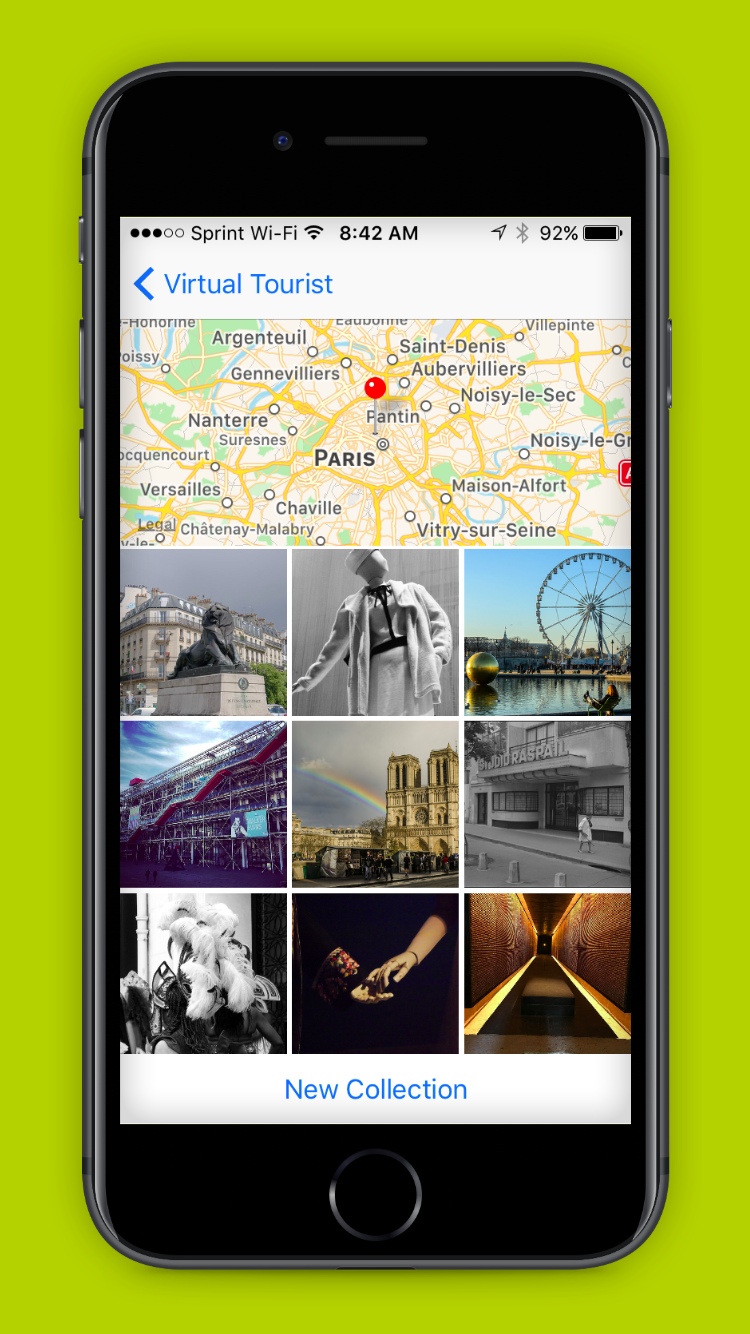 Sprint Wi-Fi 8:42 AM 92%
Virtual Tourist
-Honorine
Eaubonne
Villepinte
Argenteuil
Saint-Denis
Poissy
Gennevilliers
Aubervilliers
Noisy-le-Sec
Nanterre
Pantin
Suresnes
Noisy-le-Gr
ocquencourt
PARIS
A
Versailles
Maison-Alfort
Chaville
Legal
Châtenay-Malabry
Vitry-sur-Seine
y-le-
STUDIO RASPAIL
New Collection